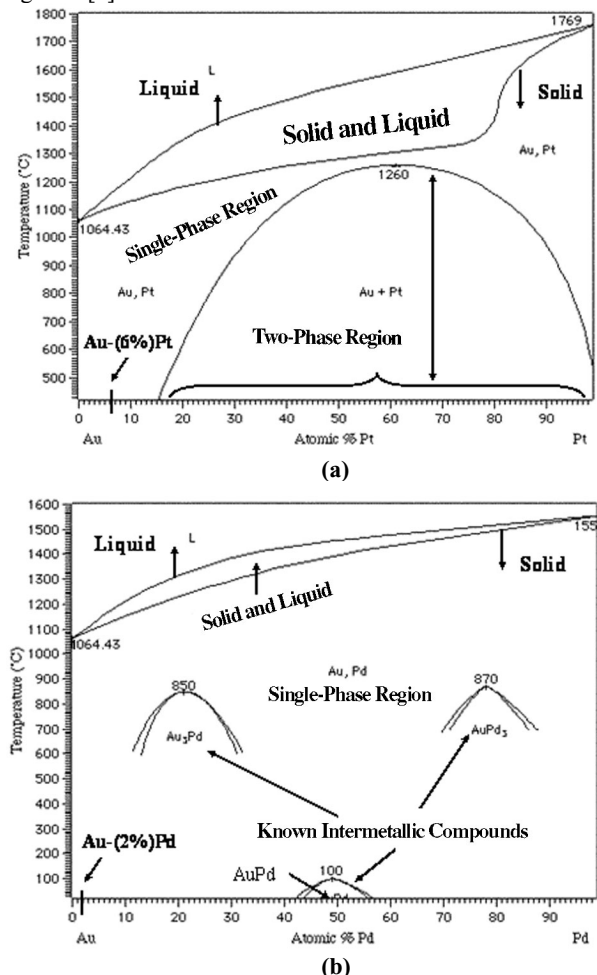 1800
1769
1700
L
1600
Liquid
Solid
1500
Solid and Liquid
1400
1300
Au, Pt
1200
1260
1100
Single-Phase Region
1064.43
1000
900
Au, Pt
Au + Pt
800
Au-(6%)Pt
Two-Phase Region
700
600
500
Temperature (°C)
0 10 20 30 40 50 60 70 80 90
Au
Atomic % Pt
Pt
(a)
1600
155
1500
L
Liquid
1400
Solid
1300
Solid and Liquid
1200
1100
1064.43
1000
Au, Pd
900
Single-Phase Region
850
870
800
700
Au3Pd
AuPd3
600
500
400
Known Intermetallic Compounds
300
Au-(2%)Pd
200
AuPd
100
100
Temperature (°C)
0 10 20 30 40 50 60 70 80 90
Au
Atomic % Pd
Pd
(b)